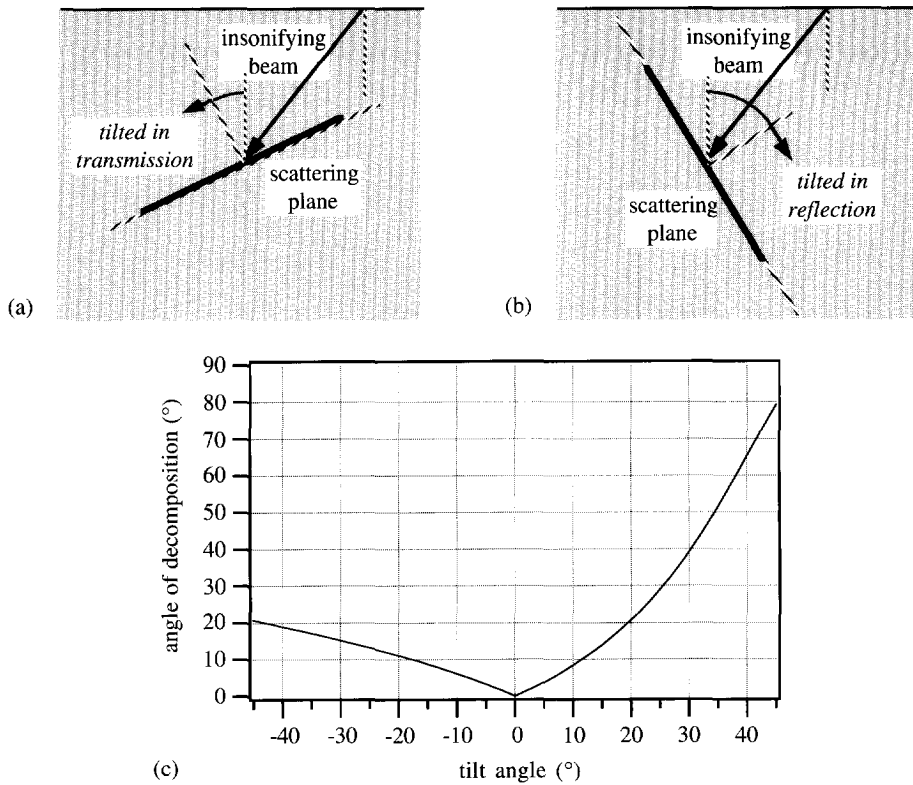 insonifying
beam
tilted in
transmission
scattering
plane
(a)
insonifying
beam
scattering
plane
tilted in
reflection
(b)
90
80
70
60
50
40
30
20
10
0
angle of decomposition (°)
-40 -30 -20 -10 0 10 20 30 40
tilt angle (°)
(c)